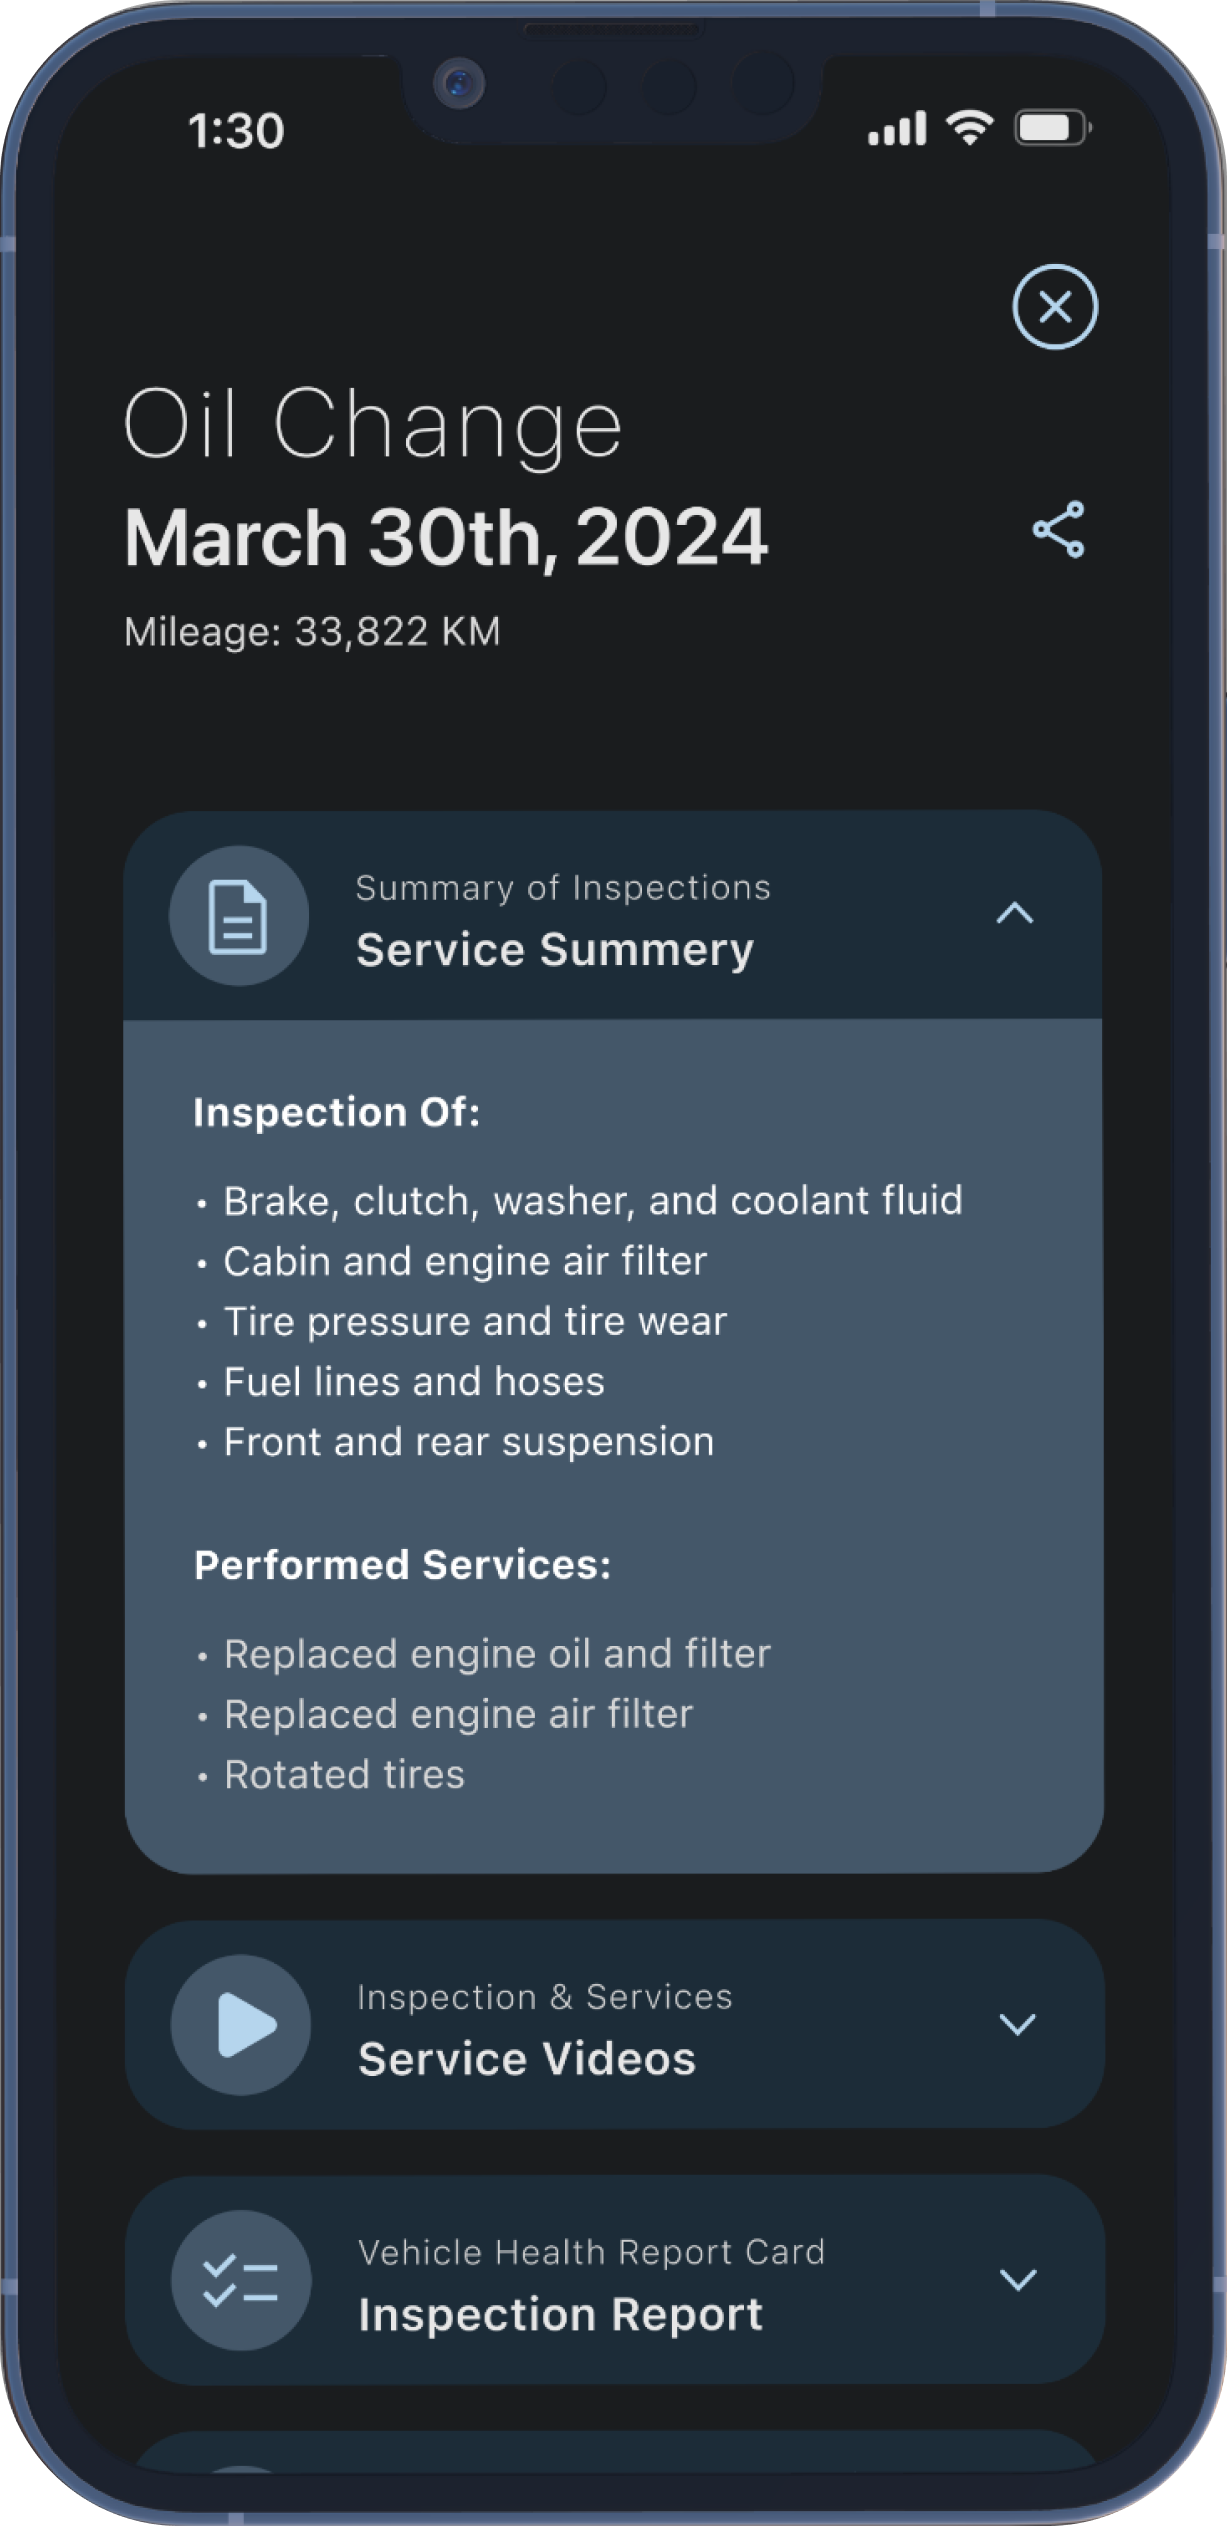 1:30
Oil Change
March 30th, 2024
Mileage: 33,822 KM
Summary of Inspections
Service Summery
Inspection Of:
• Brake, clutch, washer, and coolant fluid
• Cabin and engine air filter
• Tire pressure and tire wear
• Fuel lines and hoses
• Front and rear suspension
Performed Services:
• Replaced engine oil and filter
• Replaced engine air filter
• Rotated tires
Inspection & Services
Service Videos
Vehicle Health Report Card
Inspection Report